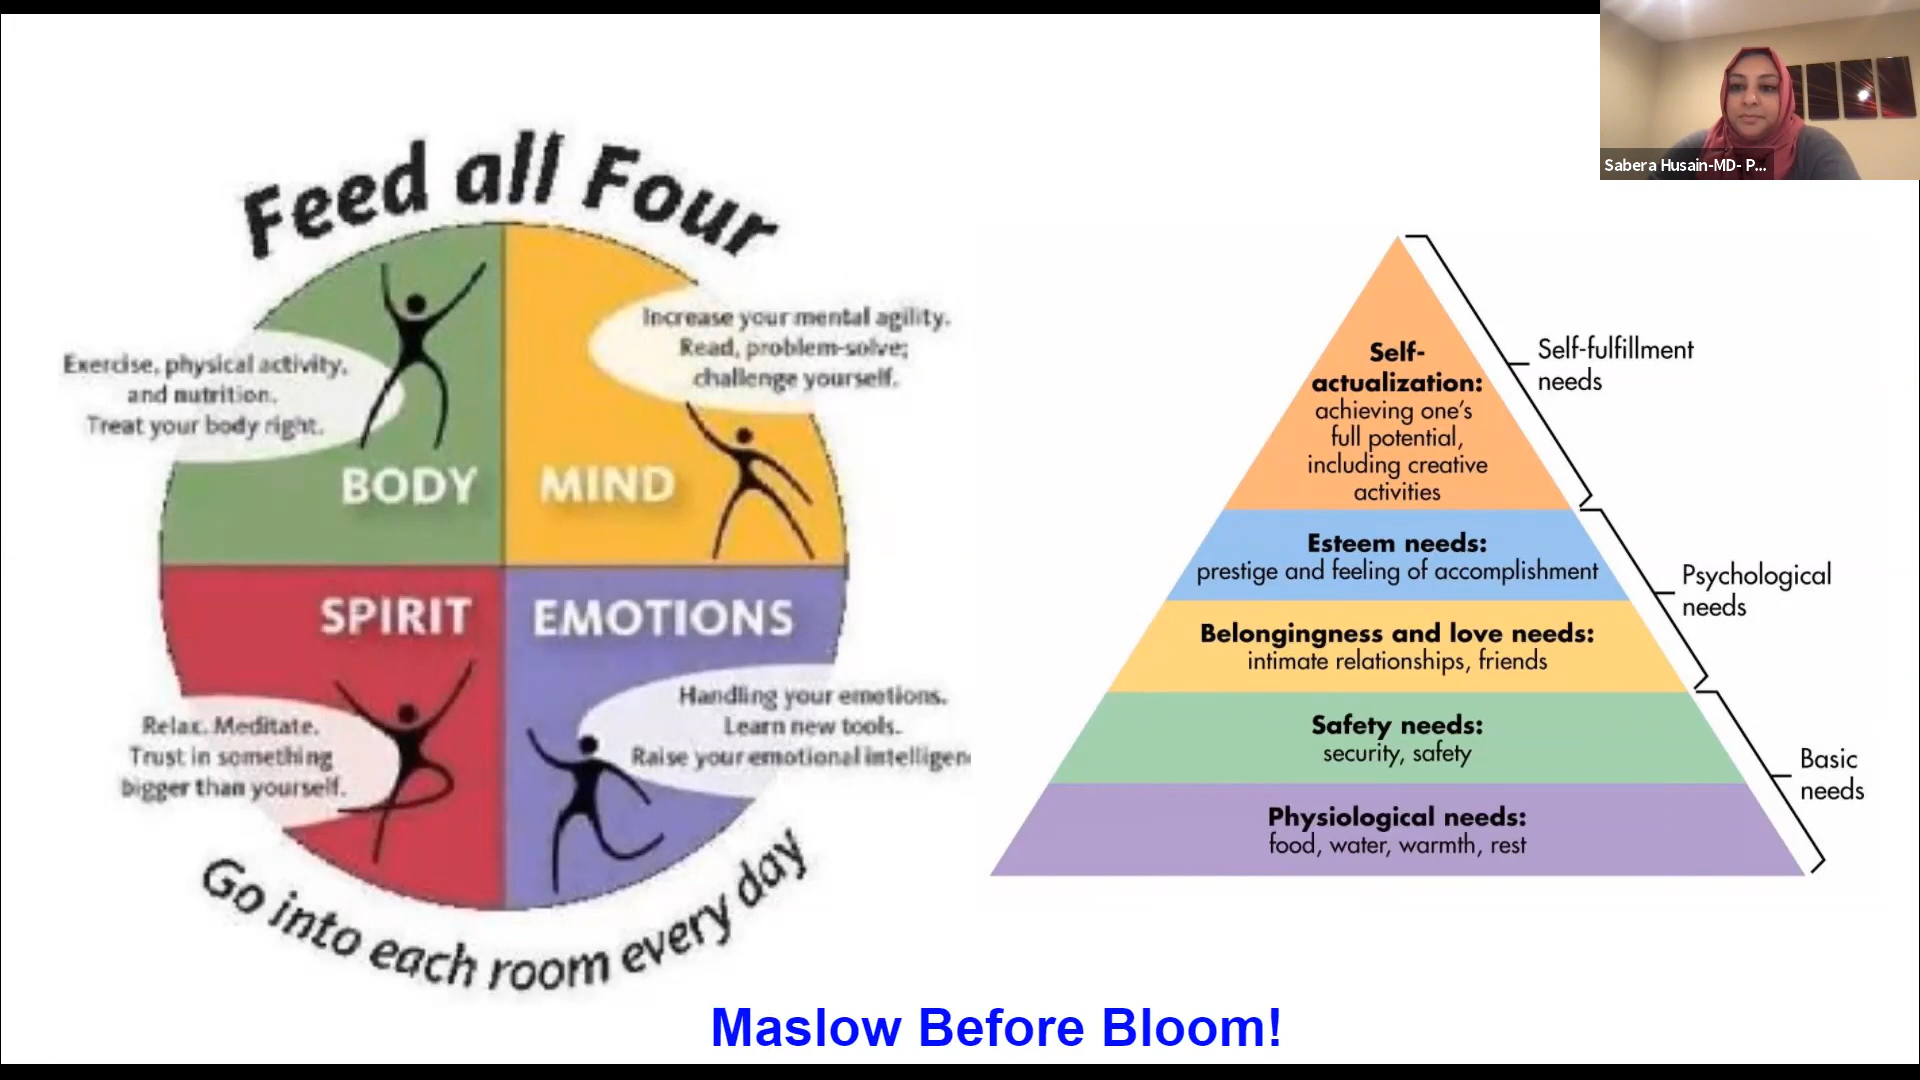 Sabera Husain-MD- P...
Feed all Four
Exercise, physical activity,
and nutrition.
Treat your body right.
BODY
Increase your mental agility.
Read, problem-solve;
challenge yourself.
MIND
SPIRIT
Relax. Meditate.
Trust in something
bigger than yourself.
EMOTIONS
Handling your emotions.
Learn new tools.
Raise your emotional intelligen
Go into each room every day
Self-
actualization:
achieving one's
full potential,
including creative
activities
Esteem needs:
prestige and feeling of accomplishment
Belongingness and love needs:
intimate relationships, friends
Safety needs:
security, safety
Physiological needs:
food, water, warmth, rest
Self-fulfillment
needs
Psychological
needs
Basic
needs
Maslow Before Bloom!